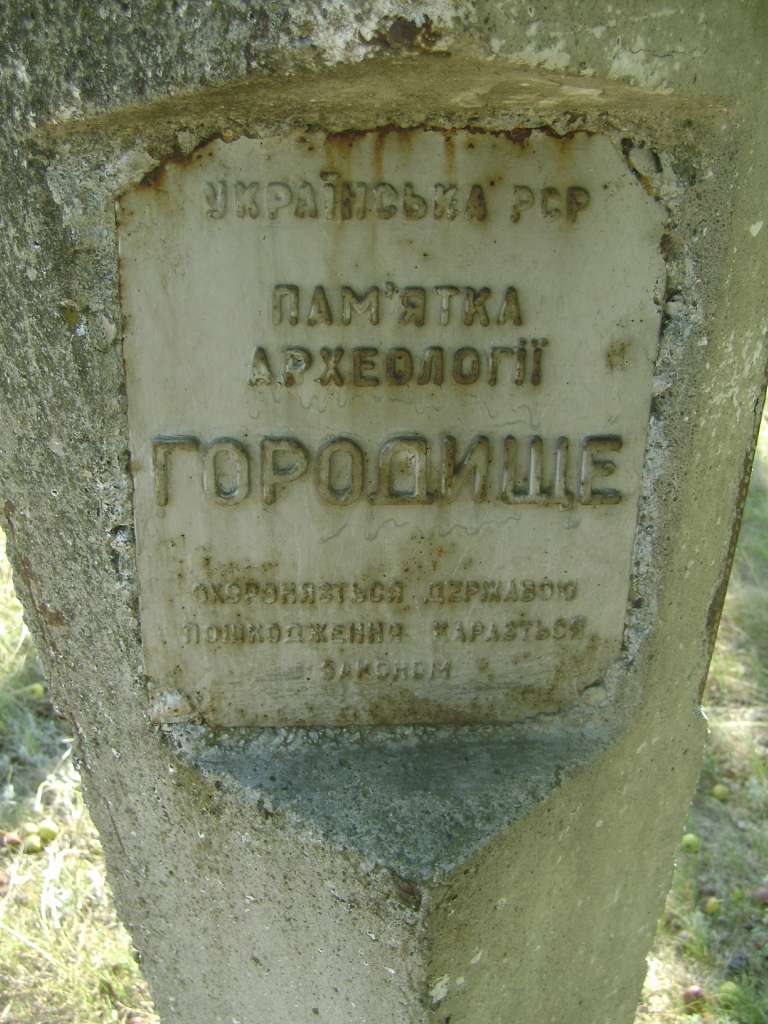 УКРАЇНСЬКА РСР
ПАМ'ЯТКА
АРХЕОЛОГІЇ
ГОРОДИЩЕ
ОХОРОНЯЄТЬСЯ ДЕРЖАВОЮ
ПОШКОДЖЕННЯ КАРАЄТЬСЯ
ЗАКОНОМ